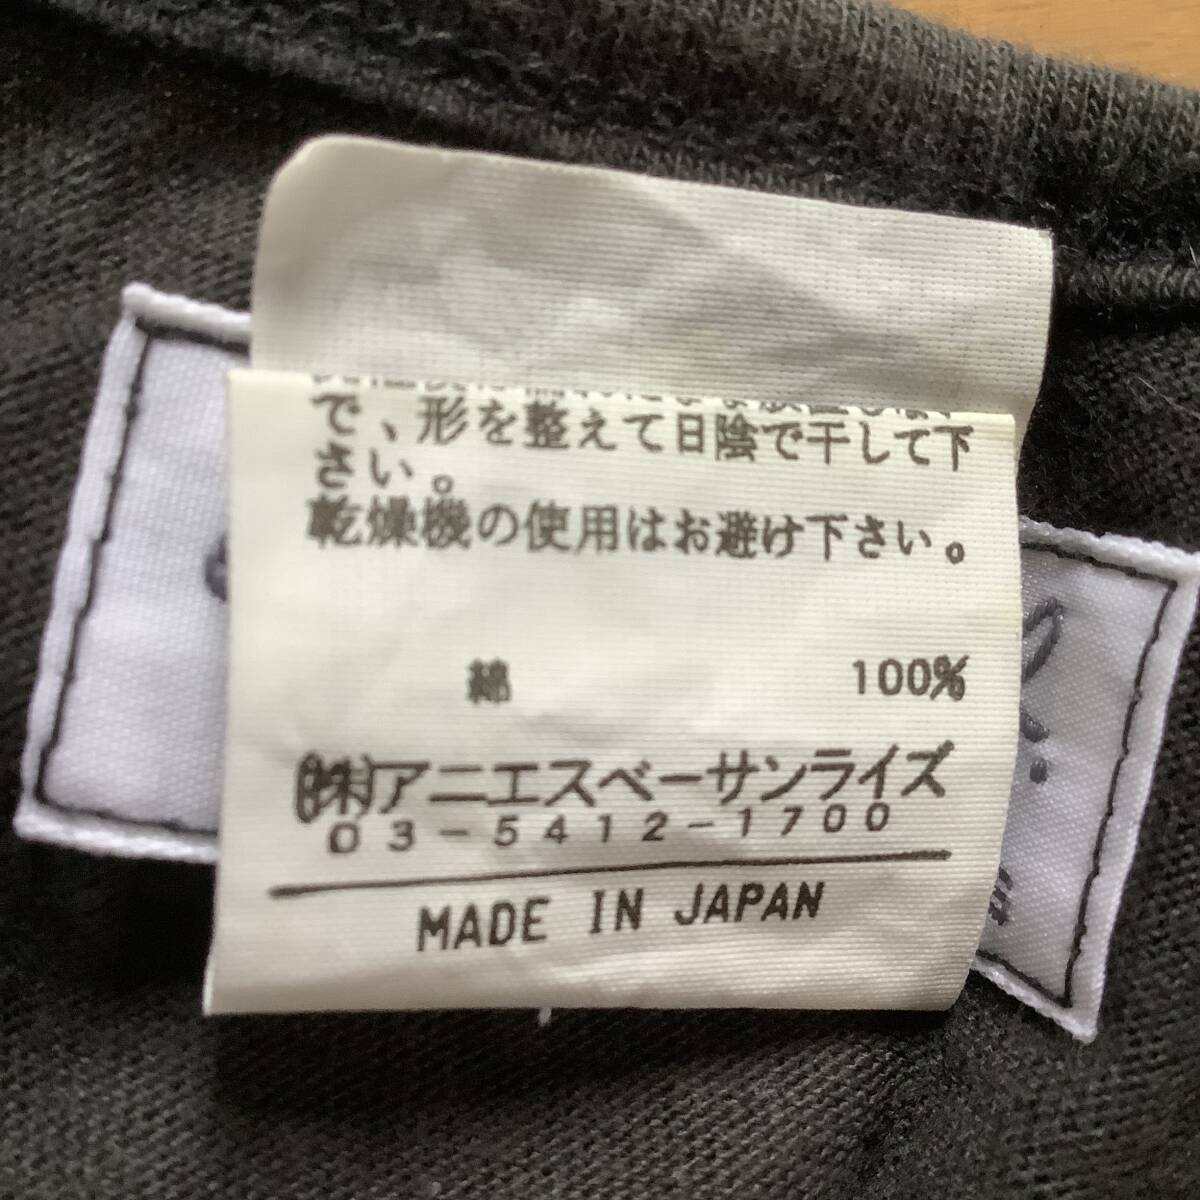 で、形を整えて日陰で干して下
さい。
乾燥機の使用はお避け下さい。
綿 100%
(株)アニエスベーサンライズ
03-5412-1700
MADE IN JAPAN